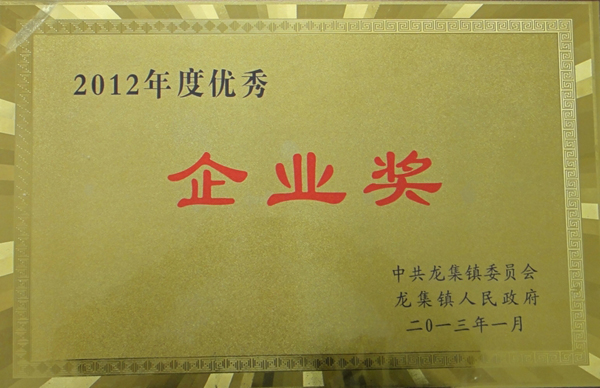 2012年度优秀
企业奖
中共龙集镇委员会
龙集镇人民政府
二〇一三年一月